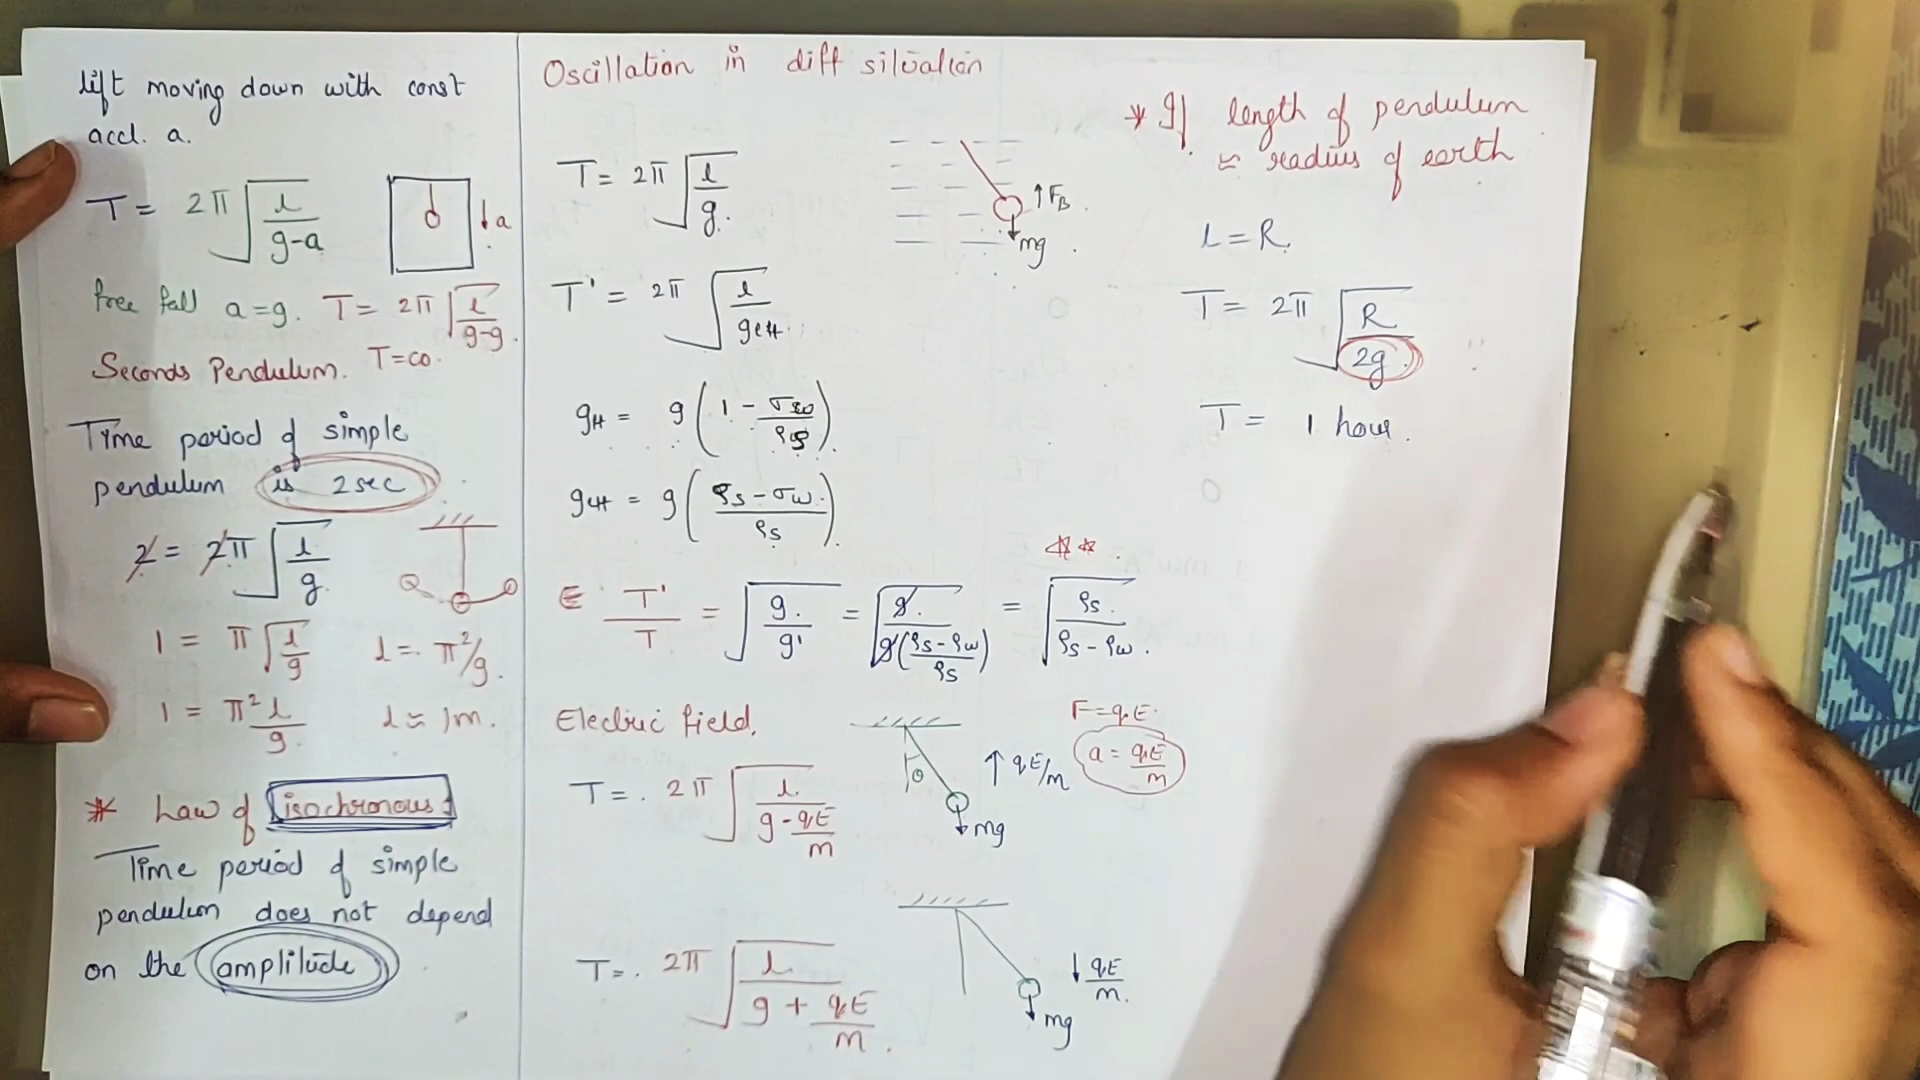 lift moving down with const
accl. a.
T = 2π √(l/(g-a))
↓a
free fall a=g. T = 2π √(l/(g-g)).
Seconds Pendulum. T=∞
Time period of simple
pendulum is 2sec
2 = 2π √(l/g)
1 = π √(l/g) l = π²/g.
1 = π²l/g. l ≈ 1m.
* Law of isochronous
Time period of simple
pendulum does not depend
on the amplitude
Oscillation in diff situation
T = 2π √(l/g.)
↑FB
mg
T' = 2π √(l/geff.)
geff = g (1 - σw/ρs).
geff = g (ρs - σw/ρs).
T'/T = √(g./g') = √(g./g(ρs - ρw/ρs)) = √(ρs./ρs - ρw.)
Electric field.
F = qE.
a = qE/m
↑ qE/m
θ
mg
T = . 2π √(l./g - qE/m)
T = . 2π √(l./g + qE/m).
↓ qE/m.
mg
* If length of pendulum
≈ radius of earth
l = R.
T = 2π √(R/2g.)
T = 1 hour.